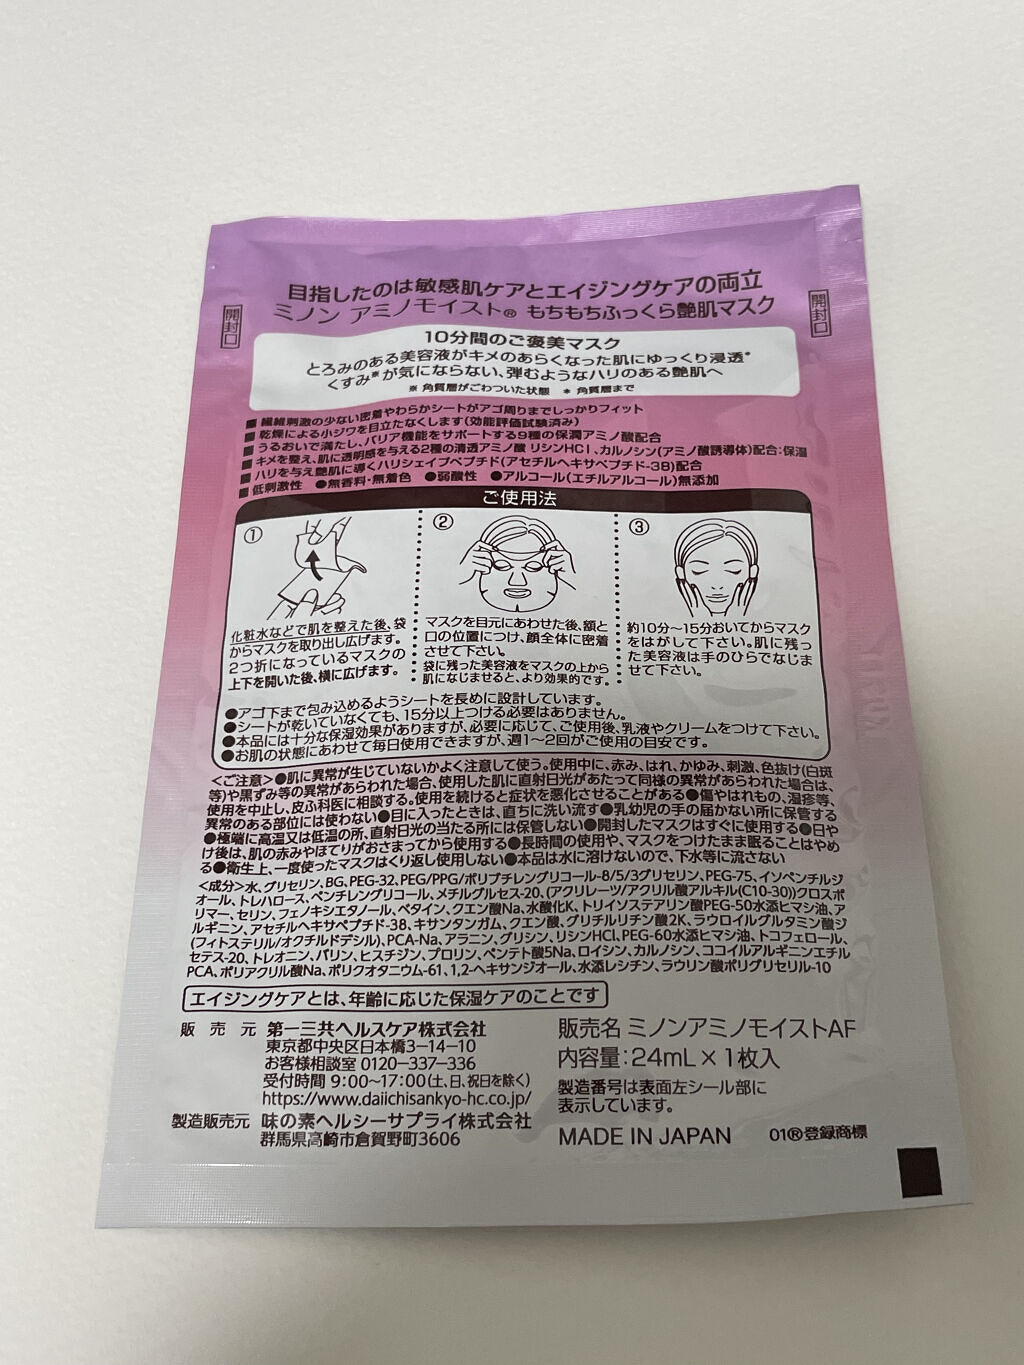 目指したのは敏感肌ケアとエイジングケアの両立
ミノン アミノモイスト® もちもちふっくら艶肌マスク
開封口
開封口
10分間のご褒美マスク
とろみのある美容液がキメのあらくなった肌にゆっくり浸透*
くすみ※が気にならない、弾むようなハリのある艶肌へ
※ 角質層がごわついた状態 * 角質層まで
■ 繊維刺激の少ない密着やわらかシートがアゴ周りまでしっかりフィット
■ 乾燥による小ジワを目立たなくします(効能評価試験済み)
■ うるおいで満たし、バリア機能をサポートする9種の保潤アミノ酸配合
■ キメを整え、肌に透明感を与える2種の清透アミノ酸 リシンHCl、カルノシン(アミノ酸誘導体)配合:保湿
■ ハリを与え艶肌に導くハリシェイプペプチド(アセチルヘキサペプチド-38)配合
■ 低刺激性 ●無香料・無着色 ●弱酸性 ●アルコール(エチルアルコール)無添加
ご使用法
①
化粧水などで肌を整えた後、袋
からマスクを取り出し広げます。
2つ折になっているマスクの
上下を開いた後、横に広げます。
②
マスクを目元にあわせた後、額と
口の位置につけ、顔全体に密着
させて下さい。
袋に残った美容液をマスクの上から
肌になじませると、より効果的です。
③
約10分〜15分おいてからマスク
をはがして下さい。肌に残っ
た美容液は手のひらでなじま
せて下さい。
●アゴ下まで包み込めるようシートを長めに設計しています。
●シートが乾いていなくても、15分以上つける必要はありません。
●本品には十分な保湿効果がありますが、必要に応じて、ご使用後、乳液やクリームをつけて下さい。
●お肌の状態にあわせて毎日使用できますが、週1〜2回がご使用の目安です。
<ご注意>●肌に異常が生じていないかよく注意して使う。使用中に、赤み、はれ、かゆみ、刺激、色抜け(白斑
等)や黒ずみ等の異常があらわれた場合、使用した肌に直射日光があたって同様の異常があらわれた場合は、
使用を中止し、皮ふ科医に相談する。使用を続けると症状を悪化させることがある●傷やはれもの、湿疹等、
異常のある部位には使わない●目に入ったときは、直ちに洗い流す●乳幼児の手の届かない所に保管する
●極端に高温又は低温の所、直射日光の当たる所には保管しない●開封したマスクはすぐに使用する●日や
け後は、肌の赤みやほてりがおさまってから使用する●長時間の使用や、マスクをつけたまま眠ることはやめ
る●衛生上、一度使ったマスクはくり返し使用しない●本品は水に溶けないので、下水等に流さない
<成分>水、グリセリン、BG、PEG-32、PEG/PPG/ポリブチレングリコール-8/5/3グリセリン、PEG-75、イソペンチルジ
オール、トレハロース、ペンチレングリコール、メチルグルセス-20、(アクリレーツ/アクリル酸アルキル(C10-30))クロスポ
リマー、セリン、フェノキシエタノール、ベタイン、クエン酸Na、水酸化K、トリイソステアリン酸PEG-50水添ヒマシ油、ア
ルギニン、アセチルヘキサペプチド-38、キサンタンガム、クエン酸、グリチルリチン酸2K、ラウロイルグルタミン酸ジ
(フィトステリル/オクチルドデシル)、PCA-Na、アラニン、グリシン、リシンHCl、PEG-60水添ヒマシ油、トコフェロール、
セテス-20、トレオニン、バリン、ヒスチジン、プロリン、ペンテト酸5Na、ロイシン、カルノシン、ココイルアルギニンエチル
PCA、ポリアクリル酸Na、ポリクオタニウム-61、1,2-ヘキサンジオール、水添レシチン、ラウリン酸ポリグリセリル-10
エイジングケアとは、年齢に応じた保湿ケアのことです
販 売 元 第一三共ヘルスケア株式会社
東京都中央区日本橋3-14-10
お客様相談室 0120-337-336
受付時間 9:00〜17:00(土、日、祝日を除く)
https://www.daiichisankyo-hc.co.jp/
製造販売元 味の素ヘルシーサプライ株式会社
群馬県高崎市倉賀野町3606
販売名 ミノンアミノモイストAF
内容量:24mL×1枚入
製造番号は表面左シール部に
表示しています。
MADE IN JAPAN
01®登録商標